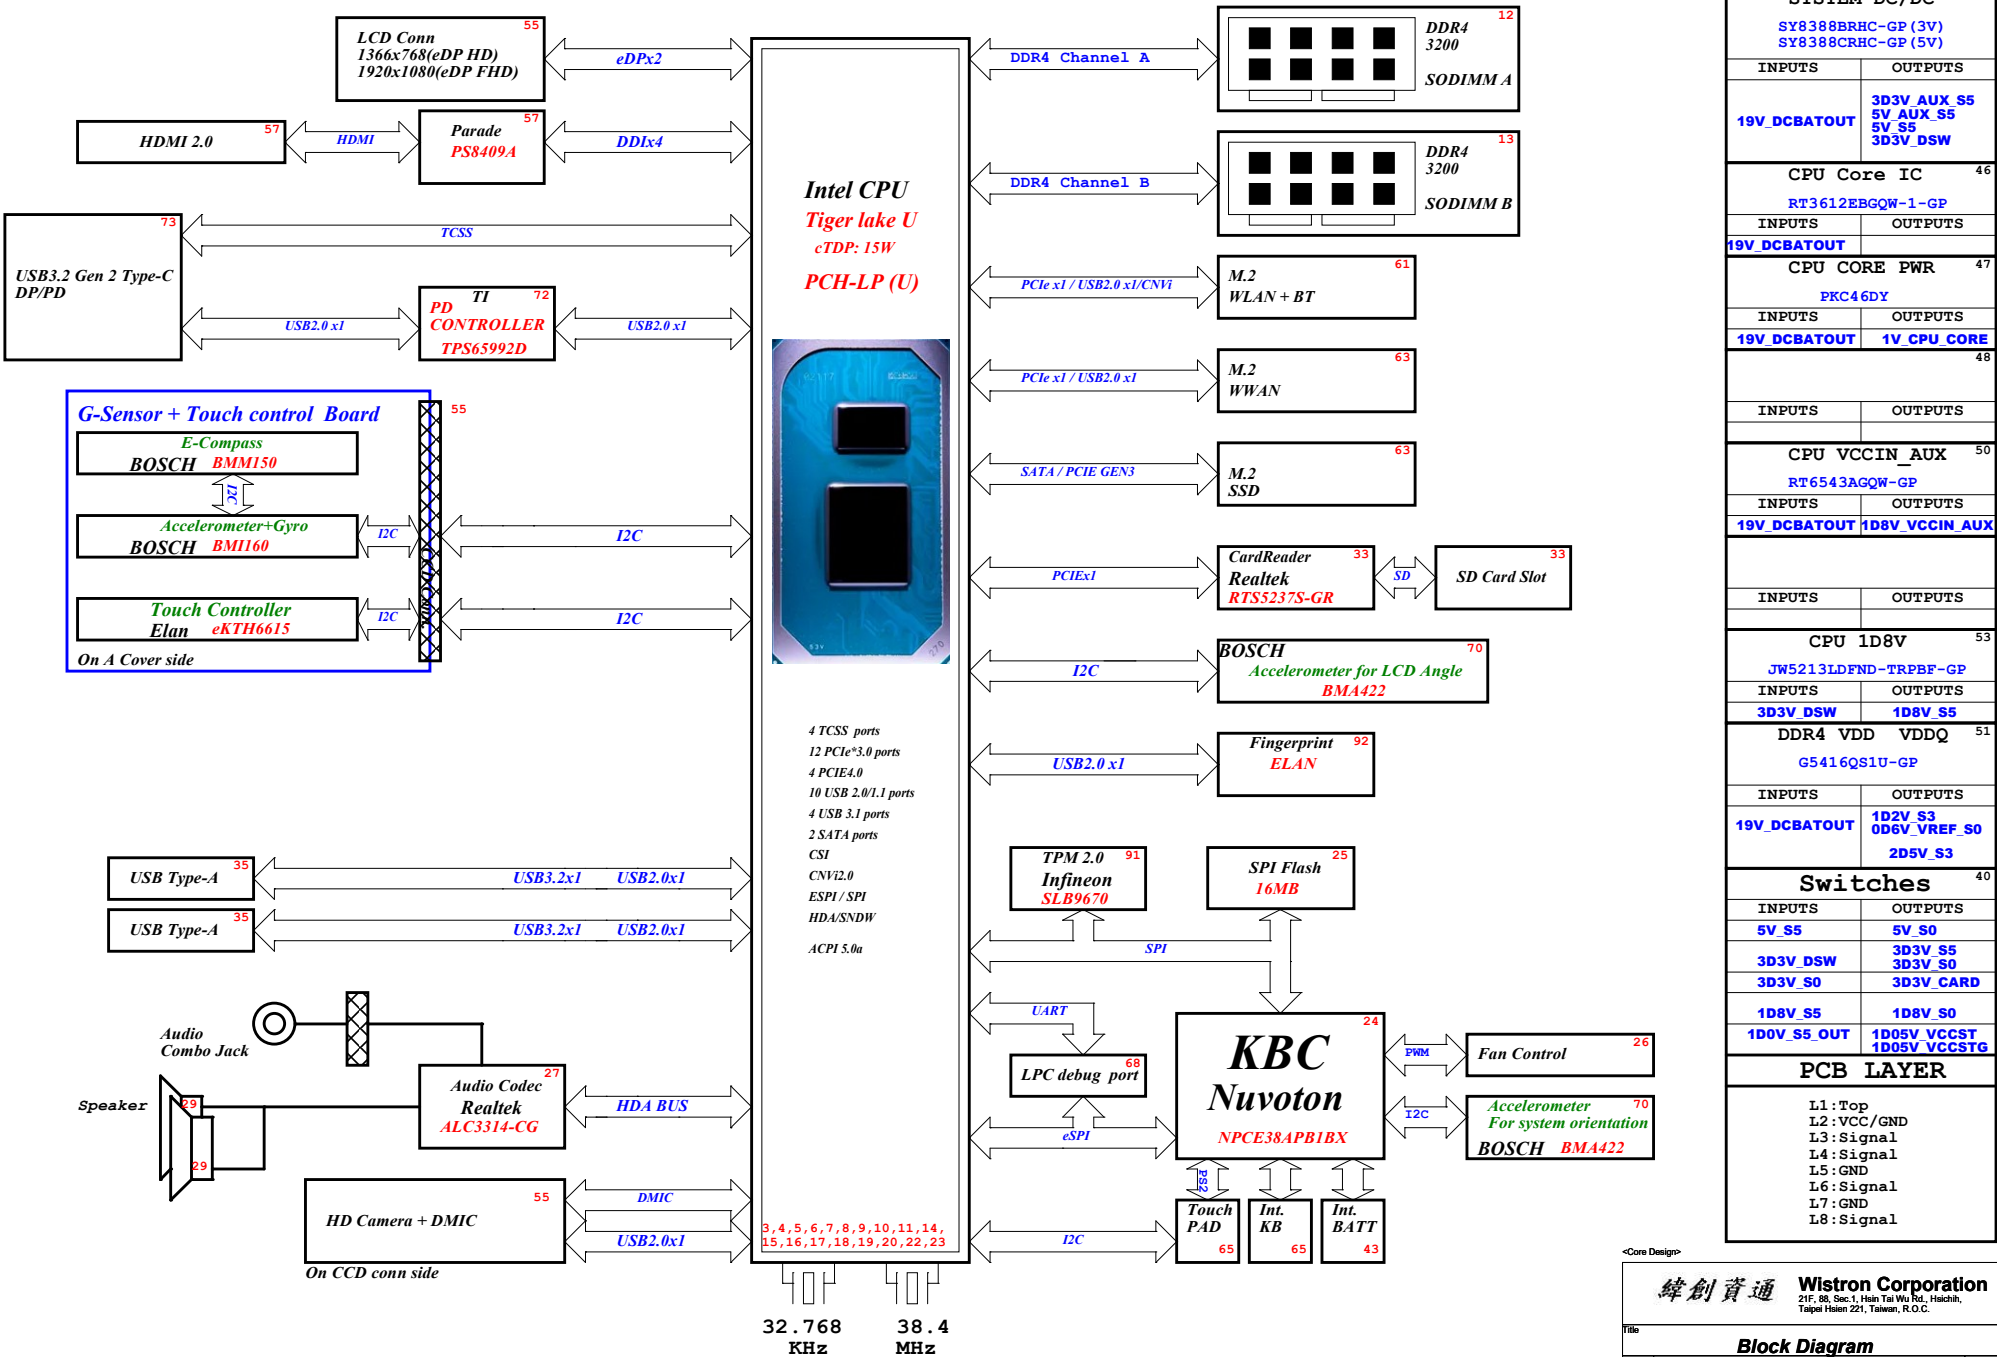 LCD Conn
1366x768(eDP HD)
1920x1080(eDP FHD)
55
eDPx2
HDMI 2.0
57
HDMI
Parade
PS8409A
57
DDIx4
USB3.2 Gen 2 Type-C
DP/PD
73
TCSS
USB2.0 x1
TI
72
PD
CONTROLLER
TPS65992D
USB2.0 x1
G-Sensor + Touch control Board
55
E-Compass
BOSCH BMM150
I2C
Accelerometer+Gyro
BOSCH BMI160
I2C
I2C
Touch Controller
Elan eKTH6615
I2C
I2C
On A Cover side
USB Type-A
35
USB3.2x1 USB2.0x1
USB Type-A
35
USB3.2x1 USB2.0x1
Audio
Combo Jack
Speaker
29
29
Audio Codec
Realtek
ALC3314-CG
27
HDA BUS
HD Camera + DMIC
55
DMIC
USB2.0x1
On CCD conn side
Intel CPU
Tiger lake U
cTDP: 15W
PCH-LP (U)
4 TCSS ports
12 PCIe*3.0 ports
4 PCIE4.0
10 USB 2.0/1.1 ports
4 USB 3.1 ports
2 SATA ports
CSI
CNVi2.0
ESPI / SPI
HDA/SNDW
ACPI 5.0a
3,4,5,6,7,8,9,10,11,14,
15,16,17,18,19,20,22,23
32.768
KHz
38.4
MHz
DDR4 Channel A
12
DDR4
3200
SODIMM A
DDR4 Channel B
13
DDR4
3200
SODIMM B
PCIe x1 / USB2.0 x1/CNVi
61
M.2
WLAN + BT
PCIe x1 / USB2.0 x1
63
M.2
WWAN
SATA / PCIE GEN3
63
M.2
SSD
PCIEx1
CardReader
33
Realtek
RTS5237S-GR
SD
33
SD Card Slot
I2C
BOSCH
70
Accelerometer for LCD Angle
BMA422
USB2.0 x1
Fingerprint
92
ELAN
TPM 2.0
91
Infineon
SLB9670
SPI Flash
25
16MB
SPI
UART
LPC debug port
68
eSPI
KBC
24
Nuvoton
NPCE38APB1BX
PWM
Fan Control
26
I2C
Accelerometer
70
For system orientation
BOSCH BMA422
PS2
I2C
Touch
PAD
65
Int.
KB
65
Int.
BATT
43
SYSTEM DC/DC
SY8388BRHC-GP(3V)
SY8388CRHC-GP(5V)
INPUTS OUTPUTS
19V_DCBATOUT
3D3V_AUX_S5
5V_AUX_S5
5V_S5
3D3V_DSW
CPU Core IC 46
RT3612EBGQW-1-GP
INPUTS OUTPUTS
19V_DCBATOUT
CPU CORE PWR 47
PKC46DY
INPUTS OUTPUTS
19V_DCBATOUT 1V_CPU_CORE
48
INPUTS OUTPUTS
CPU VCCIN_AUX 50
RT6543AGQW-GP
INPUTS OUTPUTS
19V_DCBATOUT 1D8V_VCCIN_AUX
INPUTS OUTPUTS
CPU 1D8V 53
JW5213LDFND-TRPBF-GP
INPUTS OUTPUTS
3D3V_DSW 1D8V_S5
DDR4 VDD VDDQ 51
G5416QS1U-GP
INPUTS OUTPUTS
19V_DCBATOUT
1D2V_S3
0D6V_VREF_S0
2D5V_S3
Switches 40
INPUTS OUTPUTS
5V_S5 5V_S0
3D3V_DSW
3D3V_S5
3D3V_S0
3D3V_S0 3D3V_CARD
1D8V_S5 1D8V_S0
1D0V_S5_OUT 1D05V_VCCST
1D05V_VCCSTG
PCB LAYER
L1:Top
L2:VCC/GND
L3:Signal
L4:Signal
L5:GND
L6:Signal
L7:GND
L8:Signal
<Core Design>
緯創資通
Wistron Corporation
21F, 88, Sec.1, Hsin Tai Wu Rd., Hsichih,
Taipei Hsien 221, Taiwan, R.O.C.
Title
Block Diagram